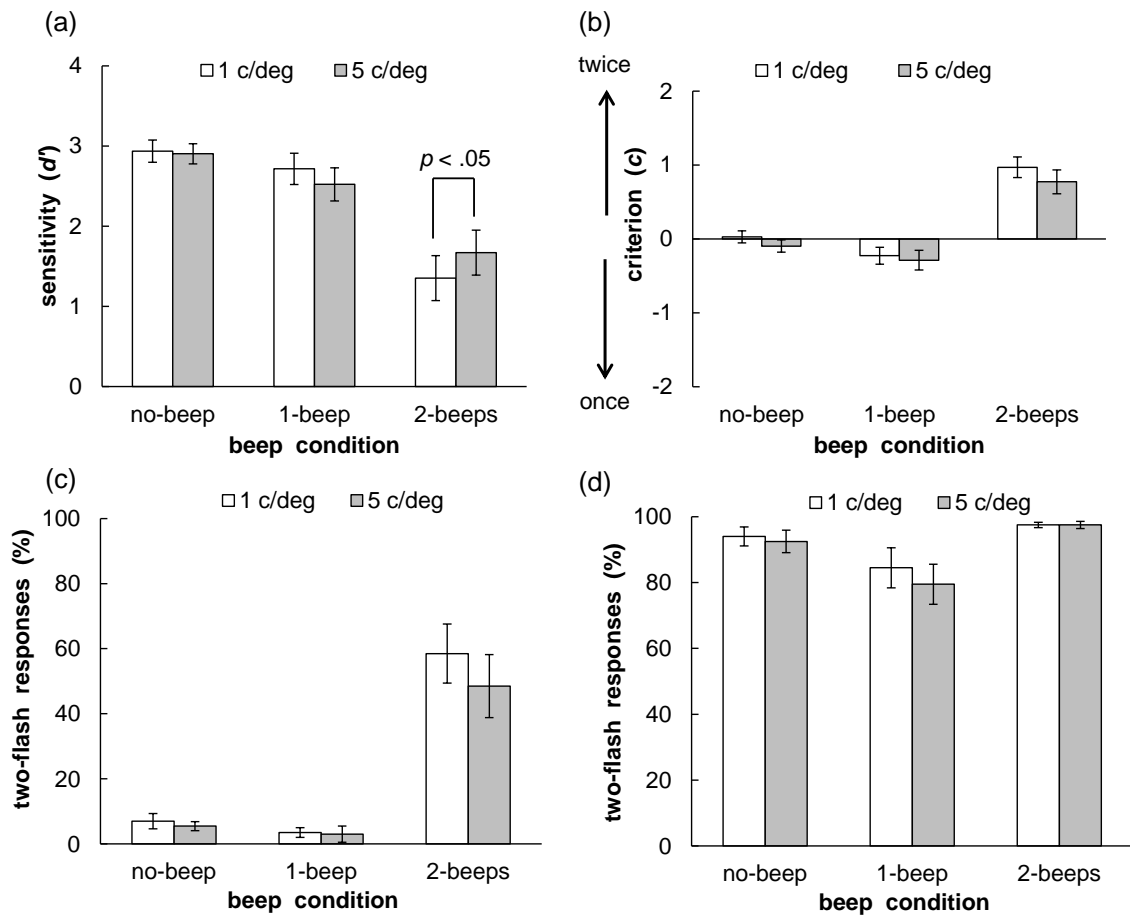 (a)
1 c/deg 5 c/deg
4
3
2
1
0
sensitivity (d')
p < .05
no-beep 1-beep 2-beeps
beep condition
(b)
twice
once
1 c/deg 5 c/deg
2
1
0
-1
-2
criterion (c)
no-beep 1-beep 2-beeps
beep condition
(c)
1 c/deg 5 c/deg
100
80
60
40
20
0
two-flash responses (%)
no-beep 1-beep 2-beeps
beep condition
(d)
1 c/deg 5 c/deg
100
80
60
40
20
0
two-flash responses (%)
no-beep 1-beep 2-beeps
beep condition